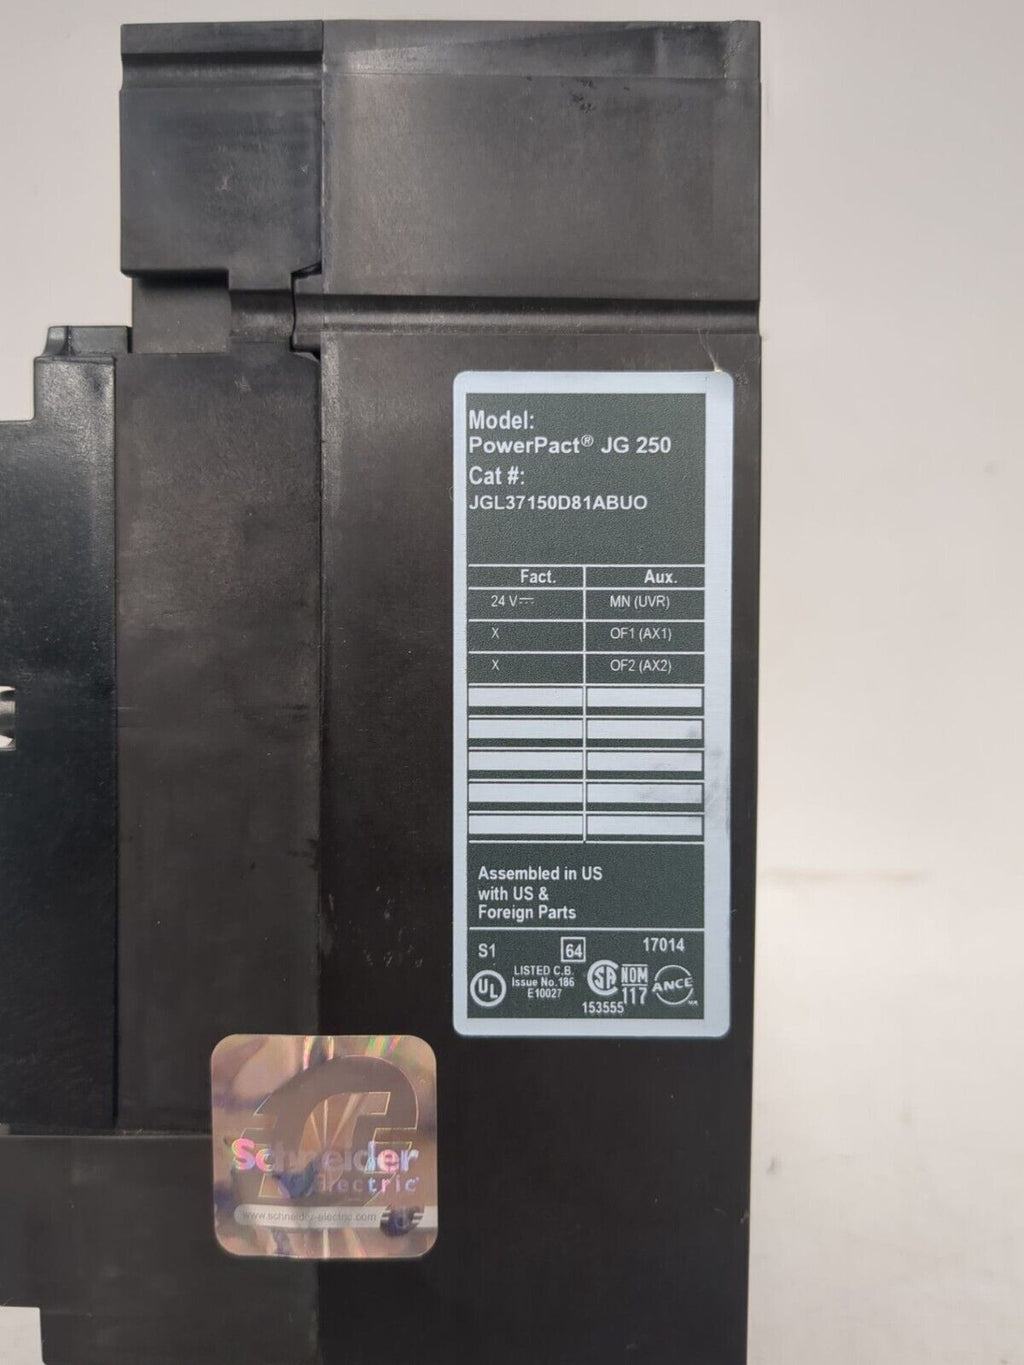 Model:
PowerPact® JG 250
Cat #:
JGL37150D81ABUO
Fact. Aux.
24 V⎓ MN (UVR)
X OF1 (AX1)
X OF2 (AX2)
Assembled in US
with US &
Foreign Parts
S1 64 17014
UL LISTED C.B. SA NOM ANCE
Issue No.186
E10027 117
153555
Schneider
Electric
www.schneider-electric.com